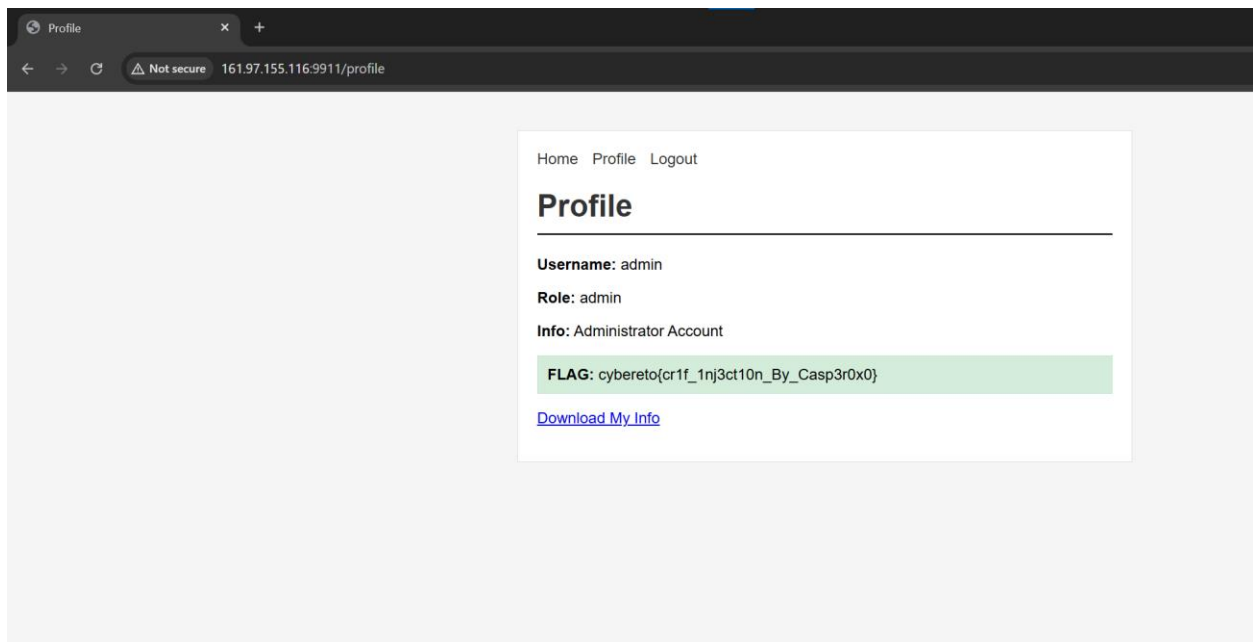 Profile
Not secure 161.97.155.116:9911/profile
Home Profile Logout
Profile
Username: admin
Role: admin
Info: Administrator Account
FLAG: cybereto{cr1f_1nj3ct10n_By_Casp3r0x0}
Download My Info